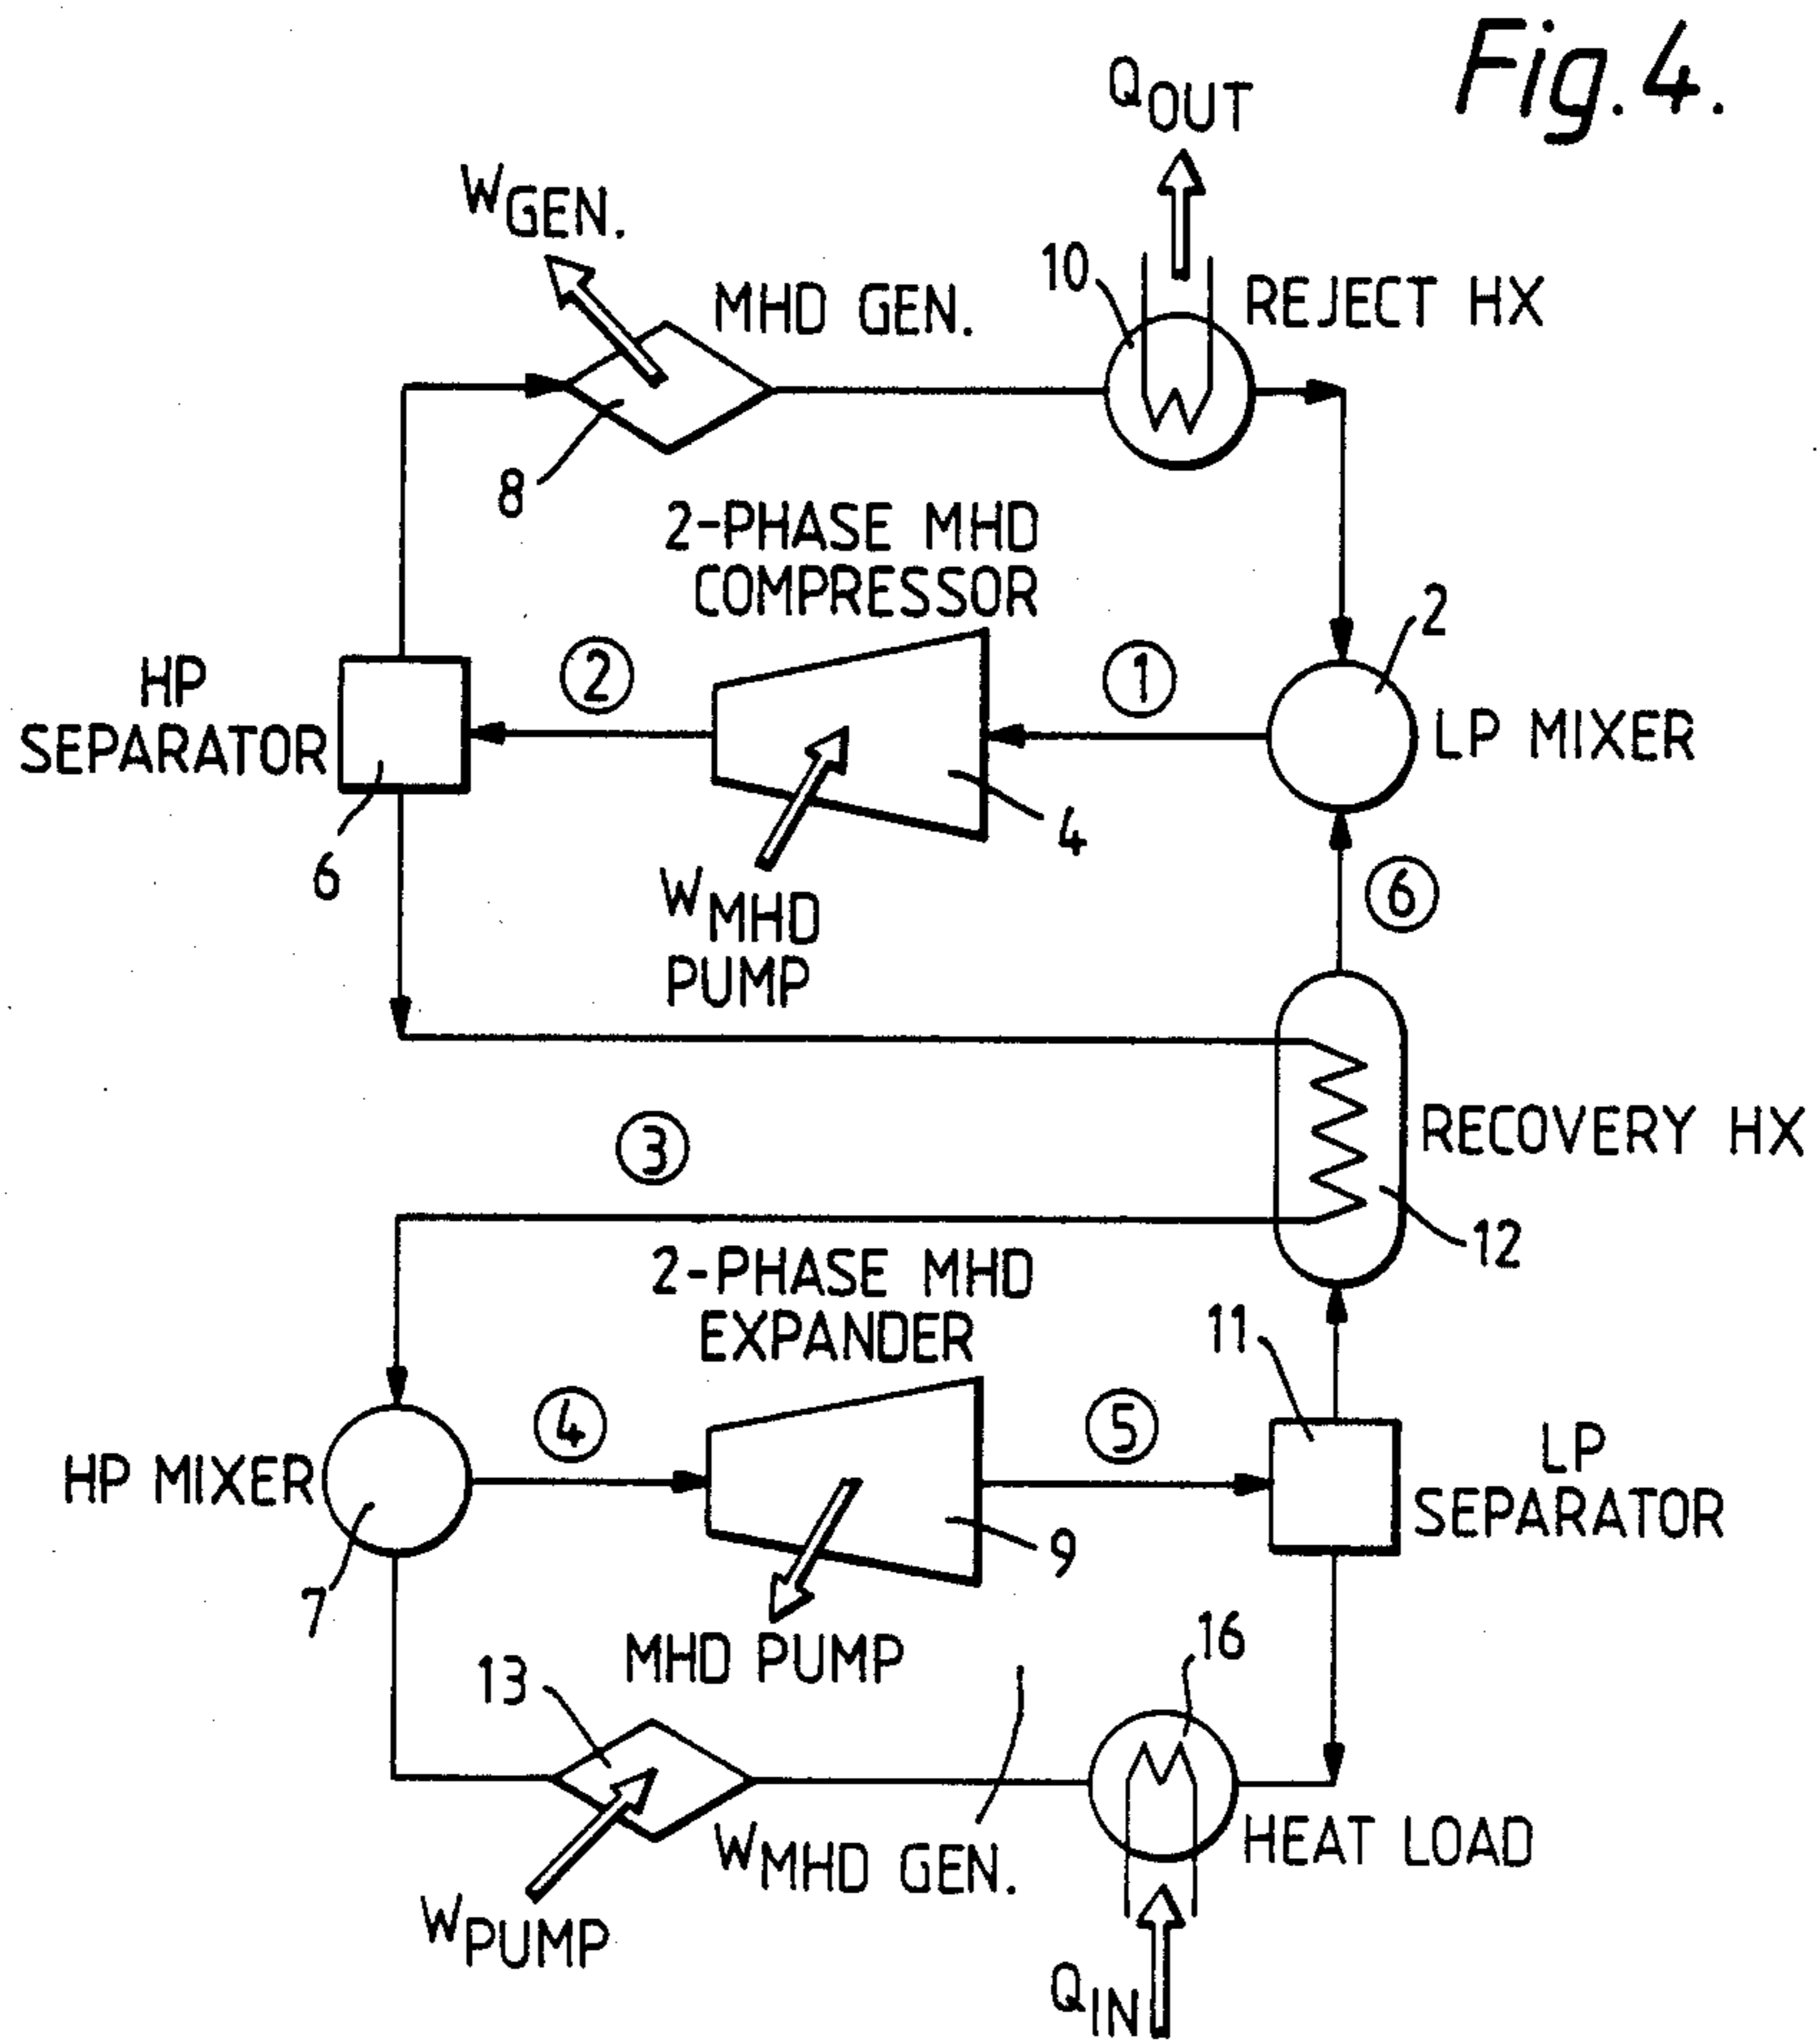 Fig. 4.
QOUT
WGEN.
10
REJECT HX
MHD GEN.
8
2-PHASE MHD
COMPRESSOR
2
HP
SEPARATOR
②
①
LP MIXER
4
6
WMHD
PUMP
⑥
③
RECOVERY HX
12
2-PHASE MHD
EXPANDER
11
④
⑤
LP
SEPARATOR
HP MIXER
9
7
MHD PUMP
16
13
WMHD GEN.
HEAT LOAD
WPUMP
QIN